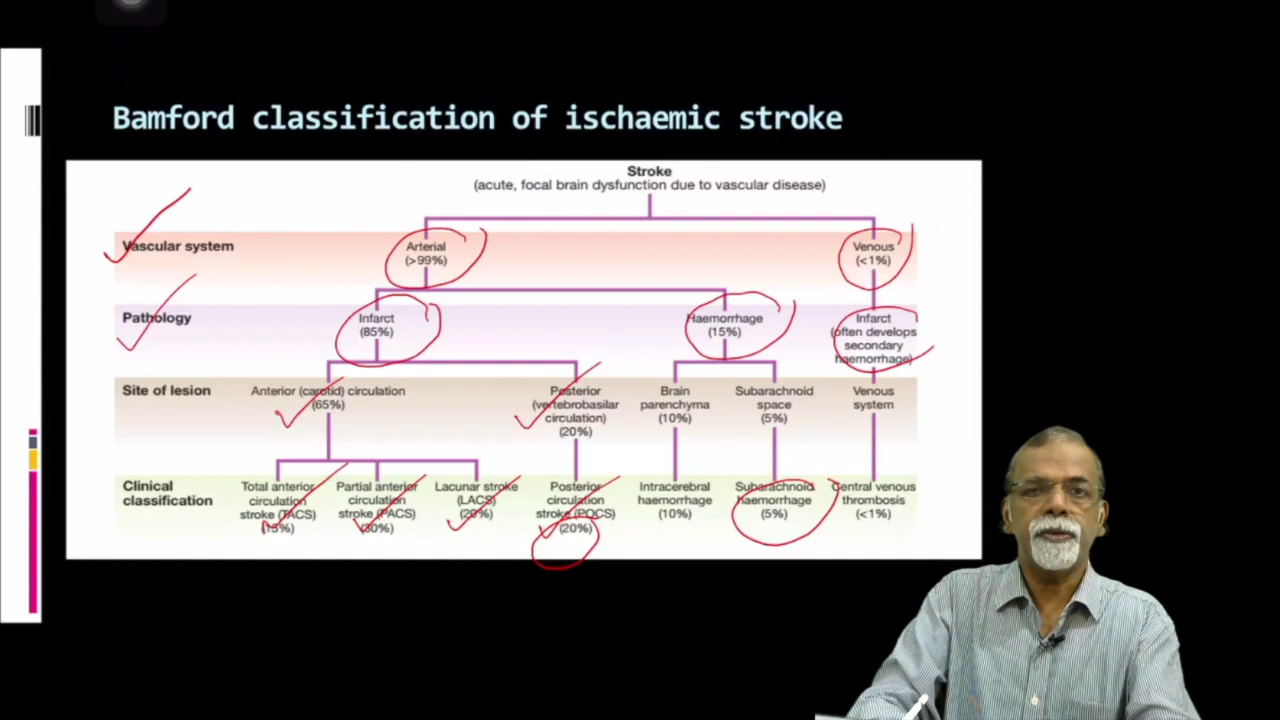 Bamford classification of ischaemic stroke
Stroke
(acute, focal brain dysfunction due to vascular disease)
Vascular system
Arterial
(>99%)
Venous
(<1%)
Pathology
Infarct
(85%)
Haemorrhage
(15%)
Infarct
(often develops
secondary
haemorrhage)
Site of lesion
Anterior (carotid) circulation
(65%)
Posterior
(vertebrobasilar
circulation)
(20%)
Brain
parenchyma
(10%)
Subarachnoid
space
(5%)
Venous
system
Clinical
classification
Total anterior
circulation
stroke (TACS)
(15%)
Partial anterior
circulation
stroke (PACS)
(30%)
Lacunar stroke
(LACS)
(20%)
Posterior
circulation
stroke (POCS)
(20%)
Intracerebral
haemorrhage
(10%)
Subarachnoid
haemorrhage
(5%)
Central venous
thrombosis
(<1%)